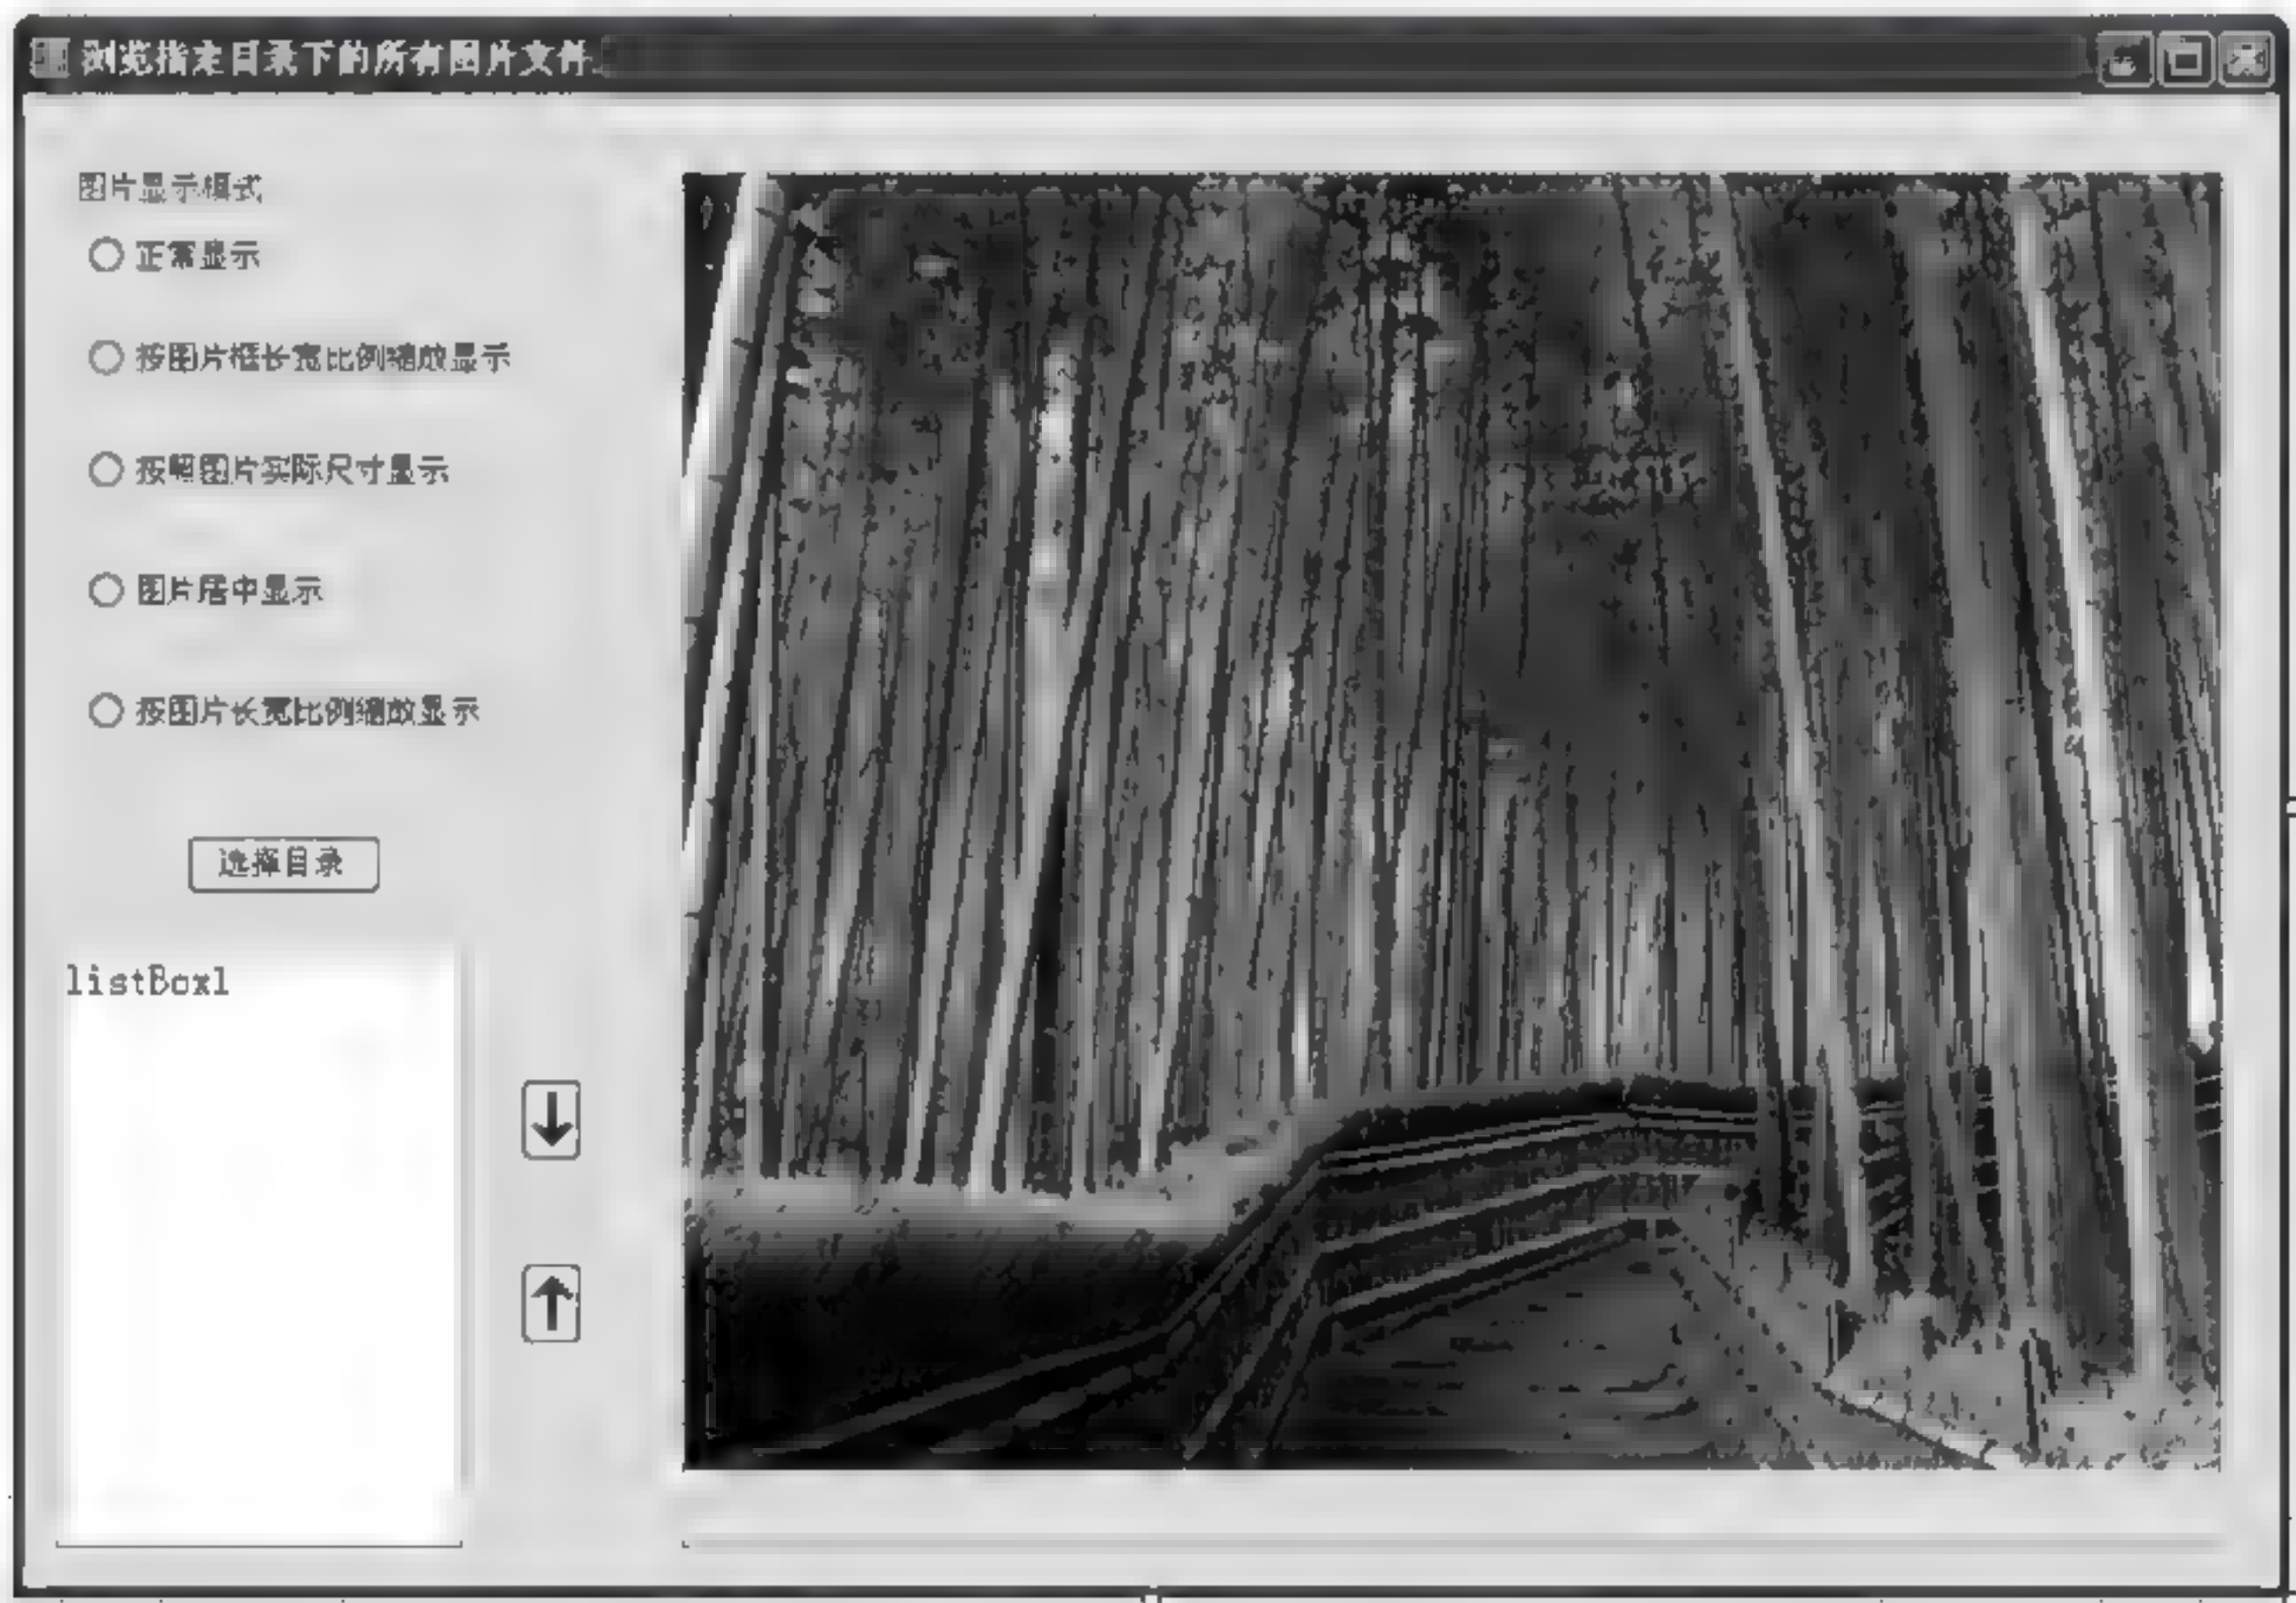 浏览指定目录下的所有图片文件
图片显示模式
正常显示
按图片框长宽比例缩放显示
按照图片实际尺寸显示
图片居中显示
按图片长宽比例缩放显示
选择目录
listBox1